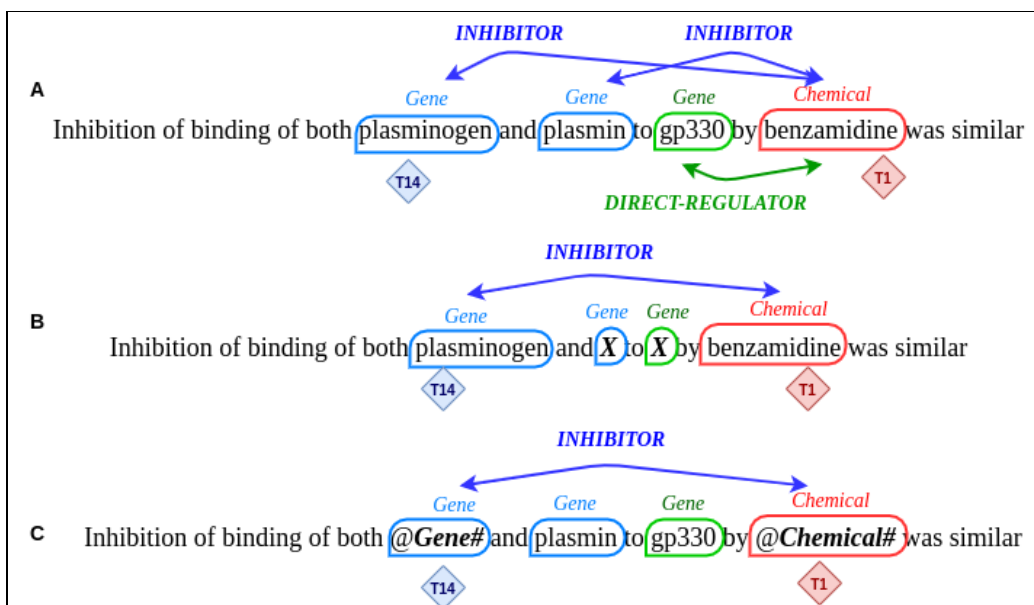 INHIBITOR INHIBITOR
A
Gene Gene Gene Chemical
Inhibition of binding of both plasminogen and plasmin to gp330 by benzamidine was similar
T14 T1
DIRECT-REGULATOR
INHIBITOR
B
Gene Gene Gene Chemical
Inhibition of binding of both plasminogen and X to X by benzamidine was similar
T14 T1
INHIBITOR
C
Gene Gene Gene Chemical
Inhibition of binding of both @Gene# and plasmin to gp330 by @Chemical# was similar
T14 T1